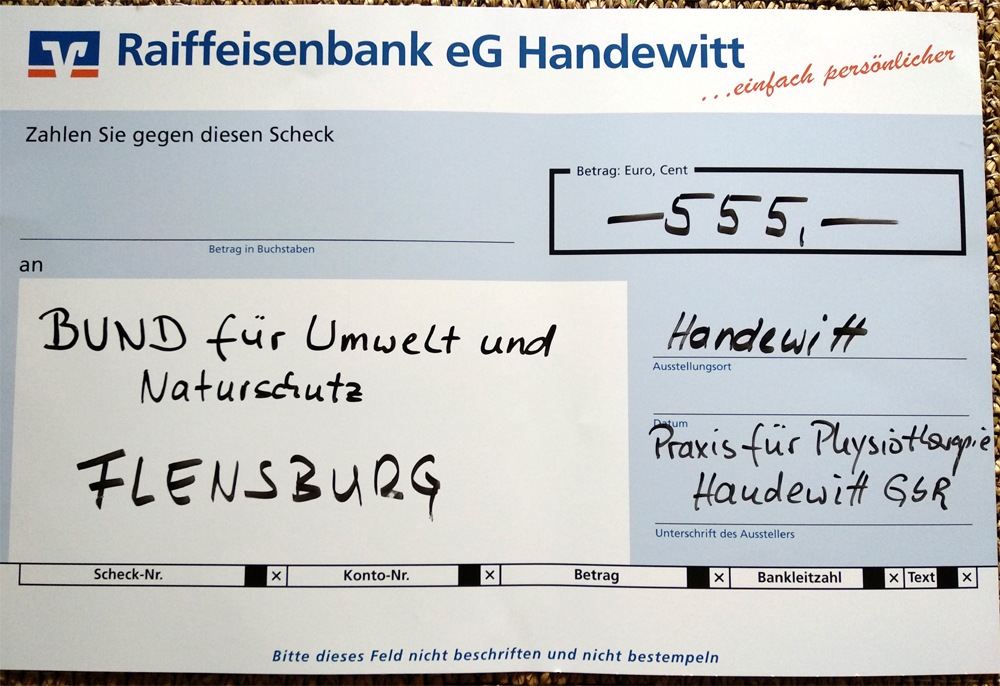 Raiffeisenbank eG Handewitt
...einfach persönlicher
Zahlen Sie gegen diesen Scheck
Betrag: Euro, Cent
—555,—
Betrag in Buchstaben
an
BUND für Umwelt und
Naturschutz
FLENSBURG
Handewitt
Ausstellungsort
Datum
Praxis für Physiotherapie
Handewitt GbR
Unterschrift des Ausstellers
Scheck-Nr. X Konto-Nr. X Betrag X Bankleitzahl X Text X
Bitte dieses Feld nicht beschriften und nicht bestempeln